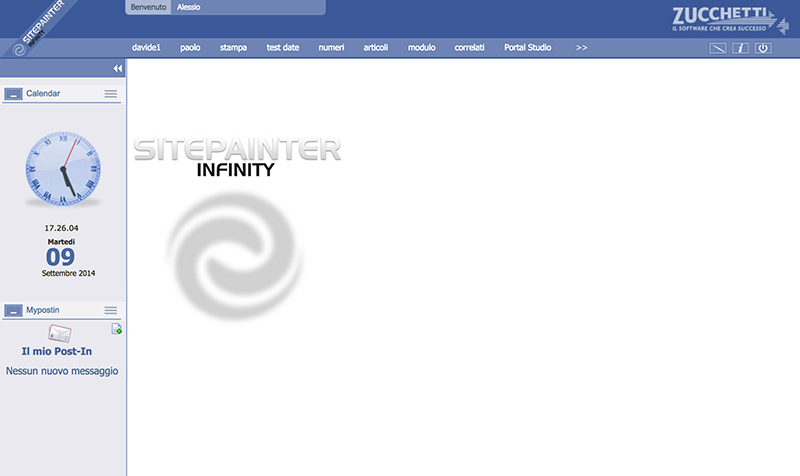 SITEPAINTER
INFINITY
Benvenuto Alessio
ZUCCHETTI
IL SOFTWARE CHE CREA SUCCESSO
davide1 paolo stampa test date numeri articoli modulo correlati Portal Studio >>
Calendar
17.26.04
Martedì
09
Settembre 2014
Mypostin
Il mio Post-In
Nessun nuovo messaggio
SITEPAINTER
INFINITY